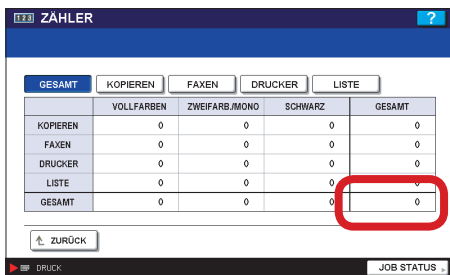 123 ZÄHLER ?
GESAMT KOPIEREN FAXEN DRUCKER LISTE
VOLLFARBEN ZWEIFARB./MONO SCHWARZ GESAMT
KOPIEREN 0 0 0 0
FAXEN 0 0 0 0
DRUCKER 0 0 0 0
LISTE 0 0 0 0
GESAMT 0 0 0 0
ZURÜCK
DRUCK JOB STATUS